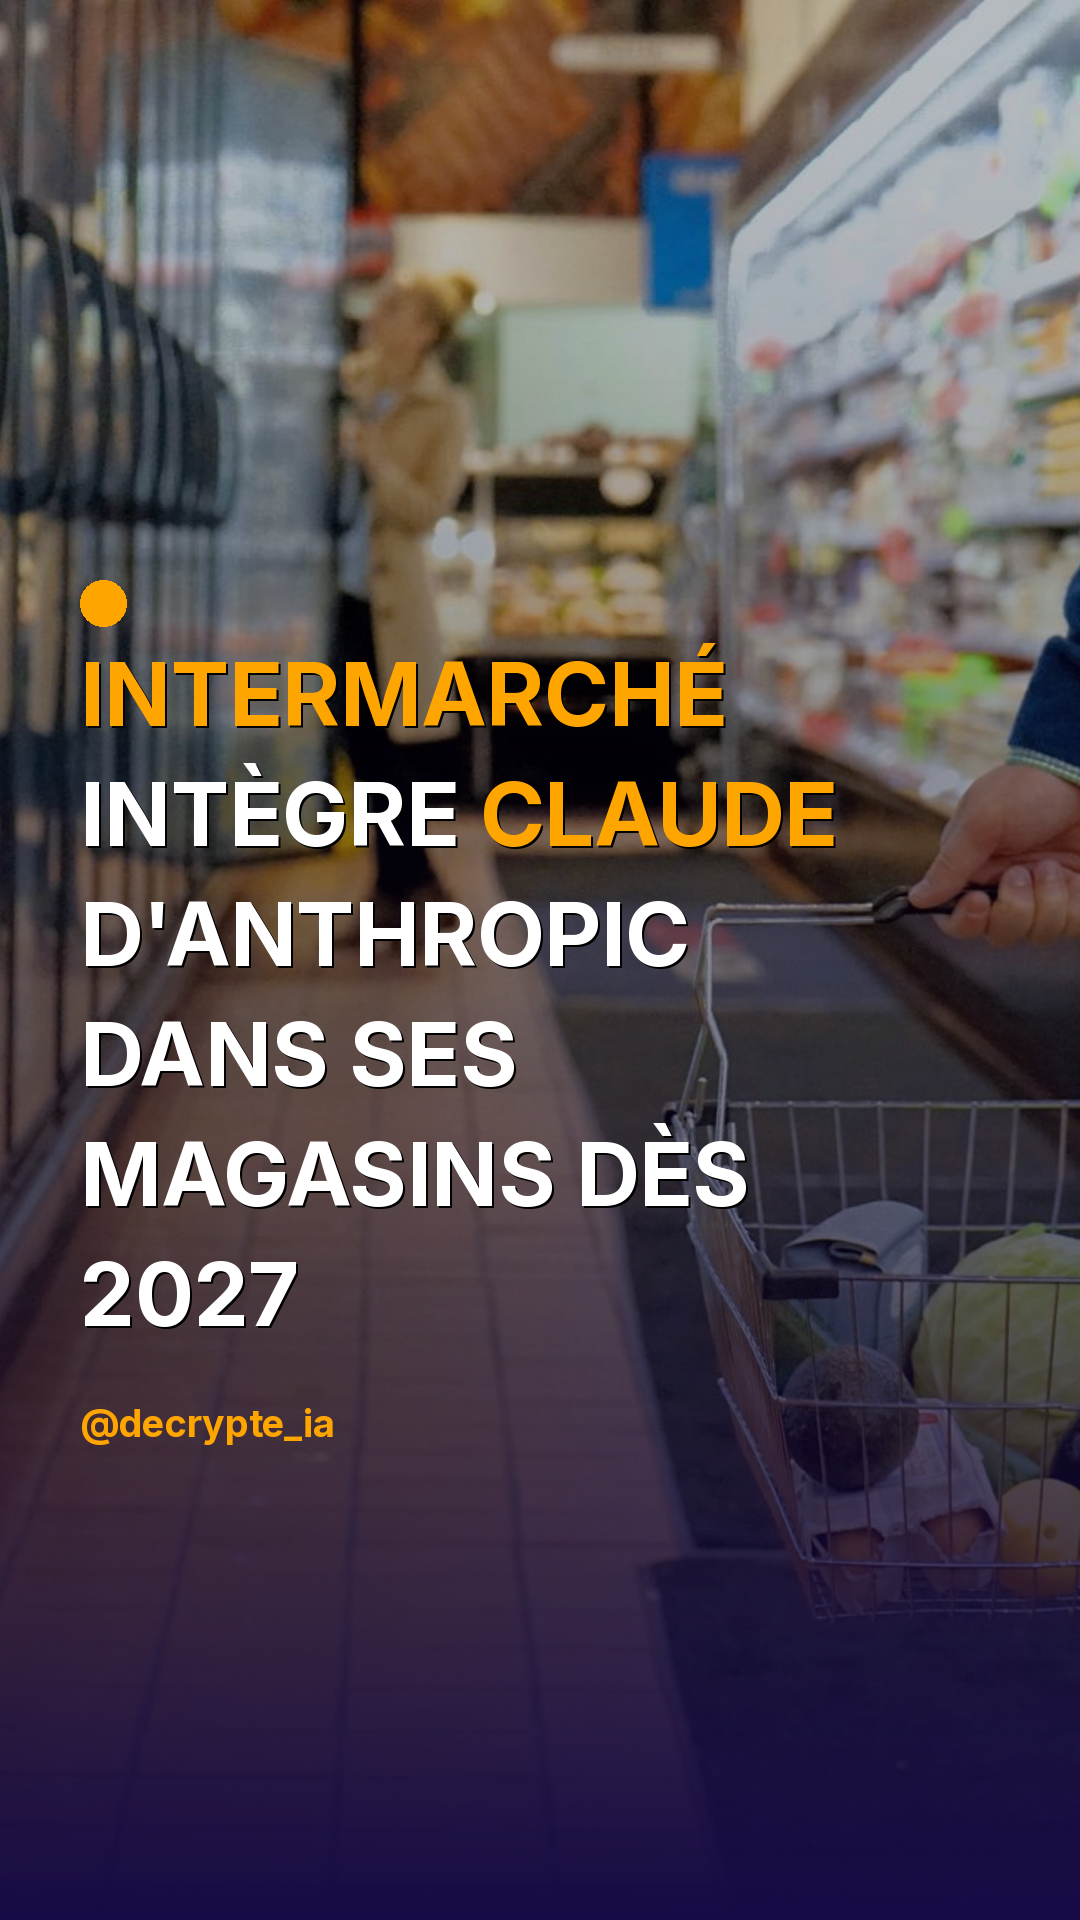 INTERMARCHÉ
INTÈGRE CLAUDE
D'ANTHROPIC
DANS SES
MAGASINS DÈS
2027
@decrypte_ia